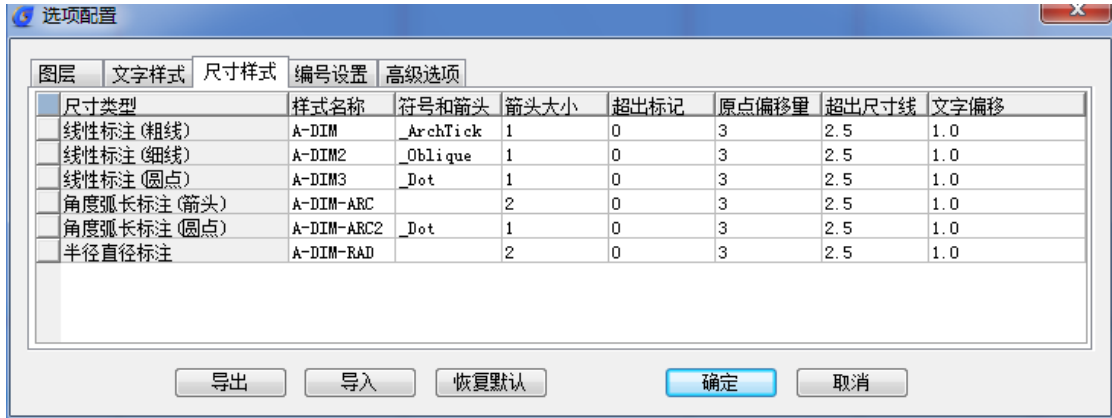 选项配置
图层 文字样式 尺寸样式 编号设置 高级选项
尺寸类型 样式名称 符号和箭头 箭头大小 超出标记 原点偏移量 超出尺寸线 文字偏移
线性标注(粗线) A-DIM _ArchTick 1 0 3 2.5 1.0
线性标注(细线) A-DIM2 _Oblique 1 0 3 2.5 1.0
线性标注(圆点) A-DIM3 _Dot 1 0 3 2.5 1.0
角度弧长标注(箭头) A-DIM-ARC 2 0 3 2.5 1.0
角度弧长标注(圆点) A-DIM-ARC2 _Dot 1 0 3 2.5 1.0
半径直径标注 A-DIM-RAD 2 0 3 2.5 1.0
导出 导入 恢复默认 确定 取消